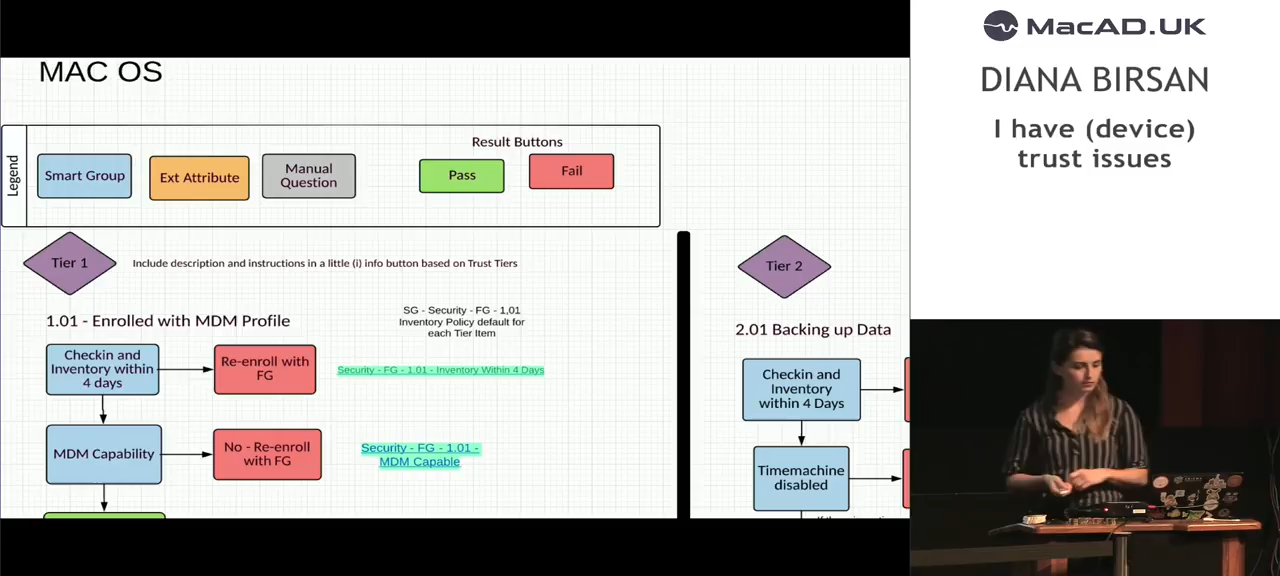 MAC OS
Legend
Smart Group
Ext Attribute
Manual
Question
Result Buttons
Pass
Fail
Tier 1
Include description and instructions in a little (i) info button based on Trust Tiers
1.01 - Enrolled with MDM Profile
SG - Security - FG - 1,01
Inventory Policy default for
each Tier Item
Checkin and
Inventory within
4 days
Re-enroll with
FG
Security - FG - 1.01 - Inventory Within 4 Days
MDM Capability
No - Re-enroll
with FG
Security - FG - 1.01 -
MDM Capable
Tier 2
2.01 Backing up Data
Checkin and
Inventory
within 4 Days
Timemachine
disabled
MacAD.UK
DIANA BIRSAN
I have (device)
trust issues